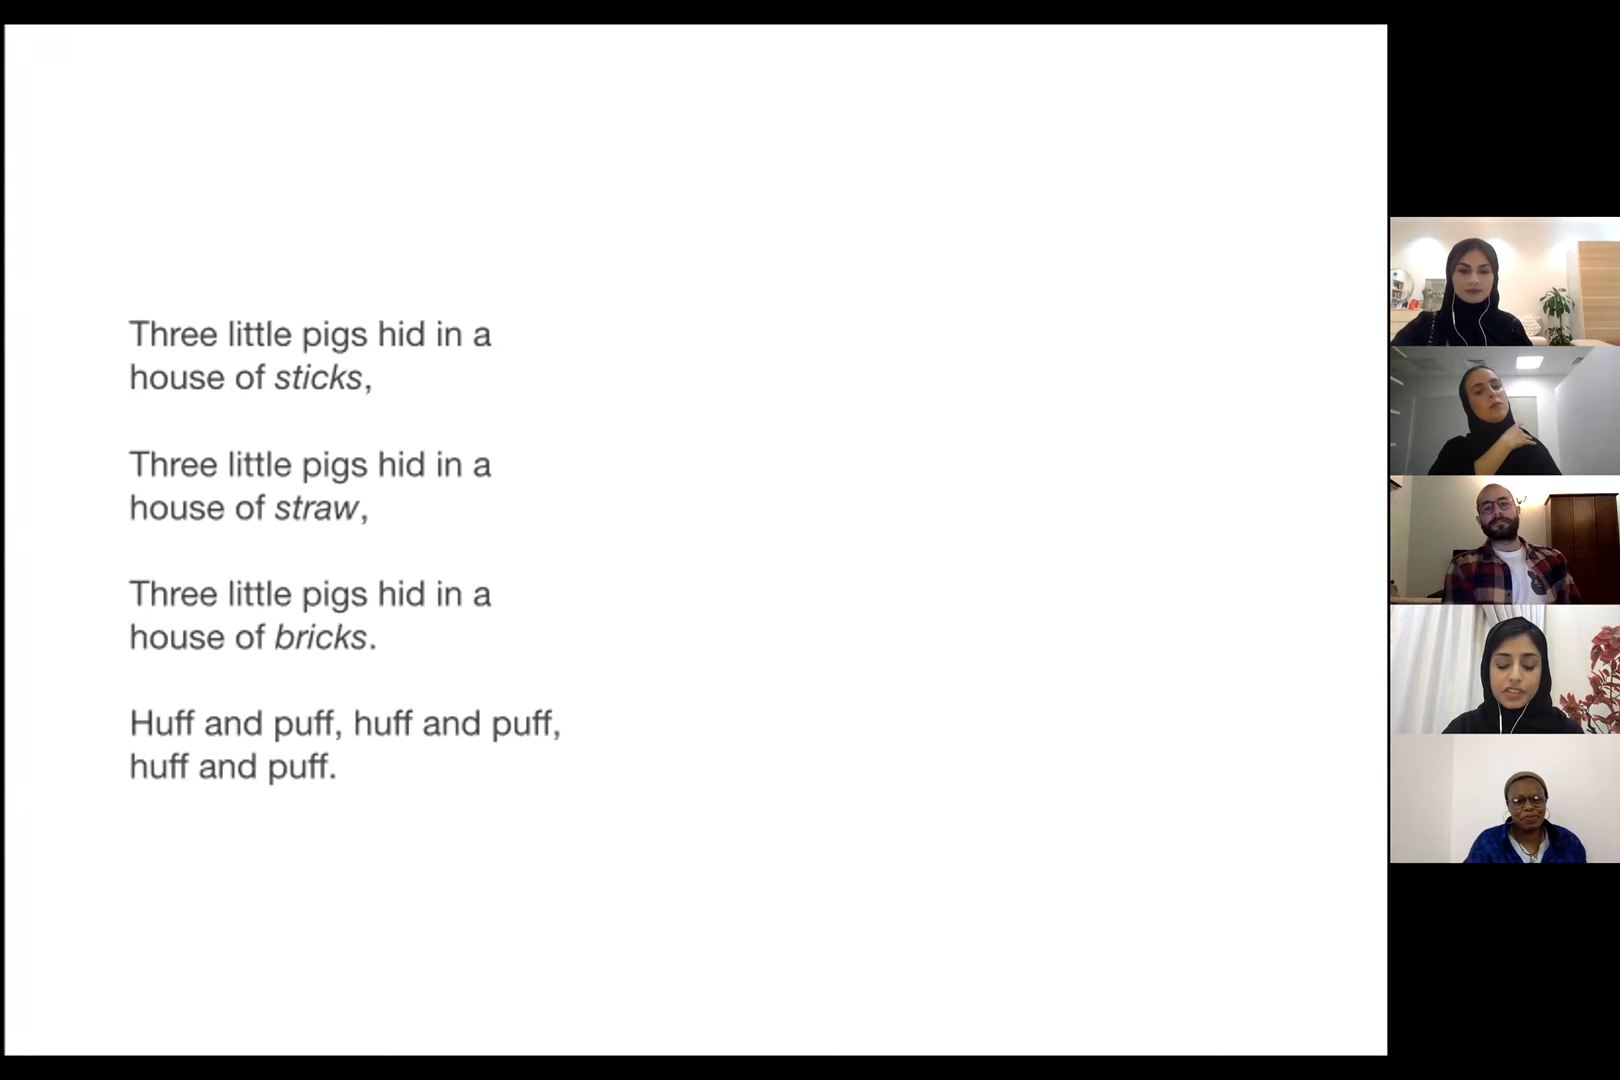 Three little pigs hid in a
house of sticks,
Three little pigs hid in a
house of straw,
Three little pigs hid in a
house of bricks.
Huff and puff, huff and puff,
huff and puff.